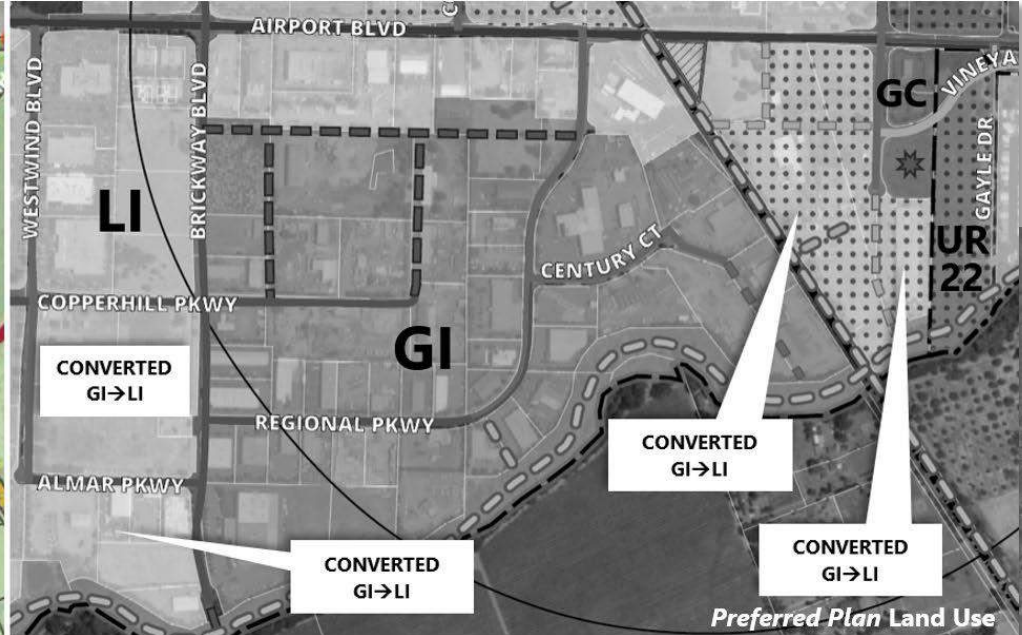 AIRPORT BLVD
WESTWIND BLVD
BRICKWAY BLVD
GC
VINEYA
GAYLE DR
LI
CENTURY CT
UR
22
COPPERHILL PKWY
GI
CONVERTED
GI→LI
REGIONAL PKWY
CONVERTED
GI→LI
ALMAR PKWY
CONVERTED
GI→LI
CONVERTED
GI→LI
Preferred Plan Land Use